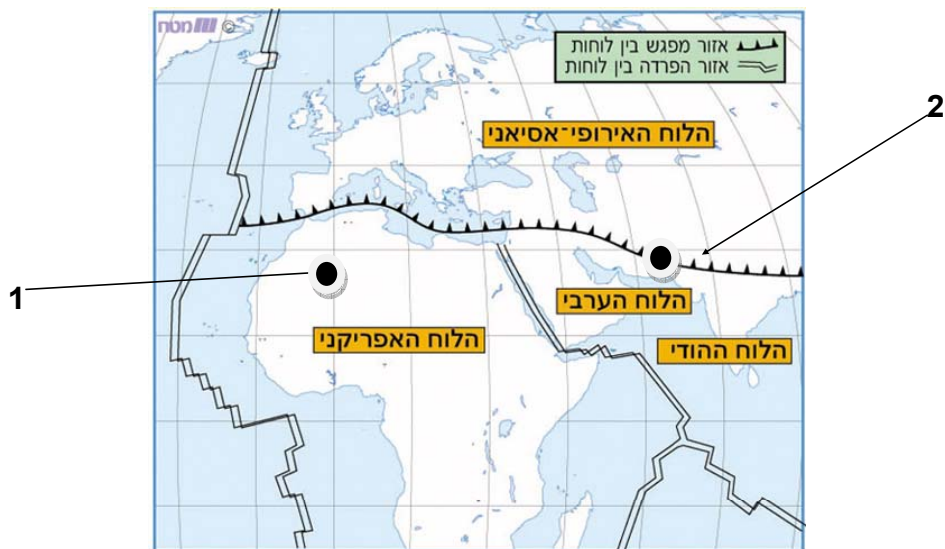 מטח ©
אזור מפגש בין לוחות
אזור הפרדה בין לוחות
2
הלוח האירופי־אסיאני
1
הלוח הערבי
הלוח האפריקני
הלוח ההודי